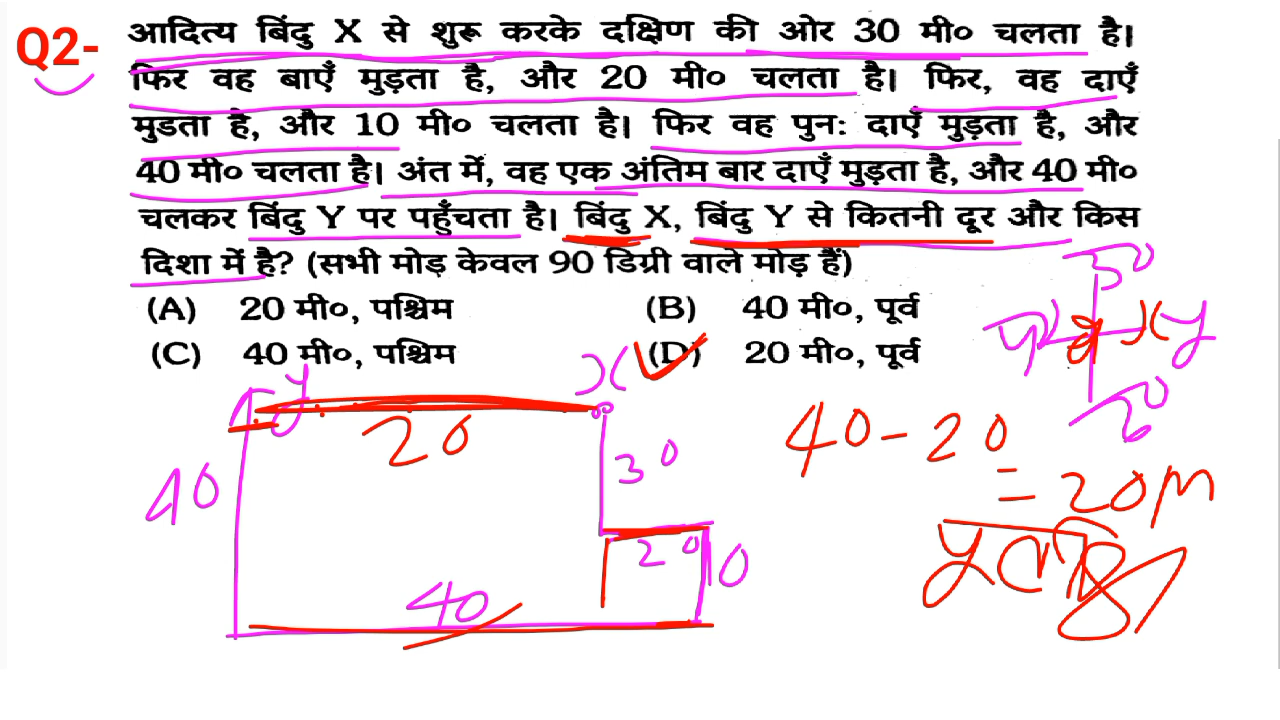 Q2-
आदित्य बिंदु X से शुरू करके दक्षिण की ओर 30 मी० चलता है।
फिर वह बाएँ मुड़ता है, और 20 मी० चलता है। फिर, वह दाएँ
मुडता है, और 10 मी० चलता है। फिर वह पुनः दाएँ मुड़ता है, और
40 मी० चलता है। अंत में, वह एक अंतिम बार दाएँ मुड़ता है, और 40 मी०
चलकर बिंदु Y पर पहुँचता है। बिंदु X, बिंदु Y से कितनी दूर और किस
दिशा में है? (सभी मोड़ केवल 90 डिग्री वाले मोड़ हैं)
(A) 20 मी०, पश्चिम (B) 40 मी०, पूर्व
(C) 40 मी०, पश्चिम (D) 20 मी०, पूर्व
उ०
X y
द०
y X
20
40
30
20
10
40
40-20
=20m